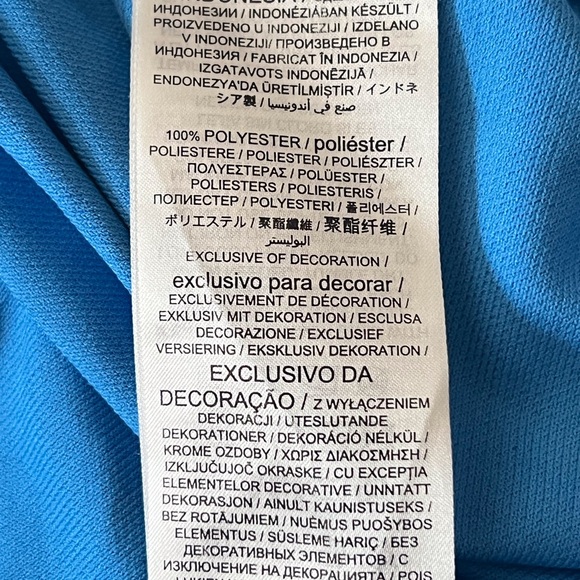 ИНДОНЕЗИИ / INDONÉZIÁBAN KÉSZÜLT /
PROIZVEDENO U INDONEZIJI / IZDELANO
V INDONEZIJI/ ПРОИЗВЕДЕНО В
ИНДОНЕЗИЯ / FABRICAT ÎN INDONEZIA /
IZGATAVOTS INDONĒZIJĀ /
ENDONEZYA'DA ÜRETİLMİŞTİR / インドネ
シア製 / صنع في أندونيسيا
100% POLYESTER / poliéster /
POLIESTERE / POLIESTER / POLIÉSZTER /
ΠΟΛΥΕΣΤΕΡΑΣ / POLÜESTER /
POLIESTERS / POLIESTERIS /
ПОЛИЕСТЕР / POLYESTERI / 폴리에스터 /
ポリエステル / 聚酯纖維 / 聚酯纤维 /
البوليستر
EXCLUSIVE OF DECORATION /
exclusivo para decorar /
EXCLUSIVEMENT DE DÉCORATION /
EXKLUSIV MIT DEKORATION / ESCLUSA
DECORAZIONE / EXCLUSIEF
VERSIERING / EKSKLUSIV DEKORATION /
EXCLUSIVO DA
DECORAÇÃO / Z WYŁĄCZENIEM
DEKORACJI / UTESLUTANDE
DEKORATIONER / DEKORÁCIÓ NÉLKÜL /
KROME OZDOBY / ΧΩΡΙΣ ΔΙΑΚΟΣΜΗΣΗ /
IZKLJUČUJOČ OKRASKE / CU EXCEPȚIA
ELEMENTELOR DECORATIVE / UNNTATT
DEKORASJON / AINULT KAUNISTUSEKS /
BEZ ROTĀJUMIEM / NUĖMUS PUOŠYBOS
ELEMENTUS / SÜSLEME HARİÇ / БЕЗ
ДЕКОРАТИВНЫХ ЭЛЕМЕНТОВ / С
ИЗКЛЮЧЕНИЕ НА ДЕКОРАЦИЯТА / POIS